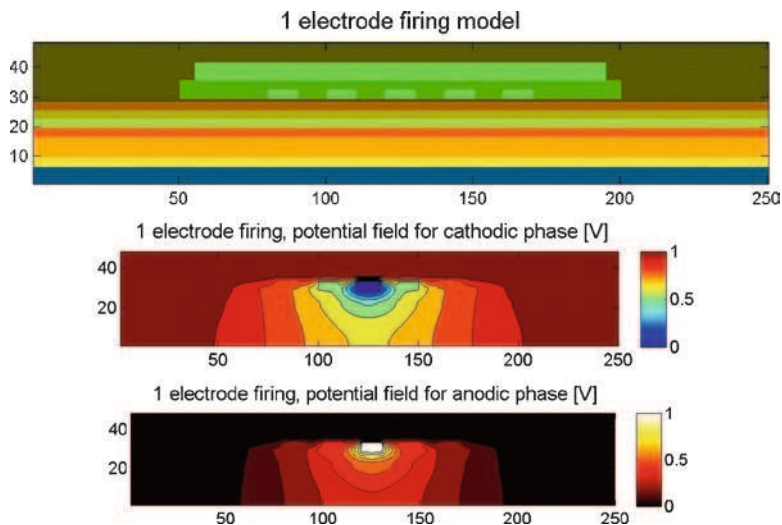 1 electrode firing model
40
30
20
10
50 100 150 200 250
1 electrode firing, potential field for cathodic phase [V]
40
20
50 100 150 200 250
1
0.5
0
1 electrode firing, potential field for anodic phase [V]
40
20
50 100 150 200 250
1
0.5
0